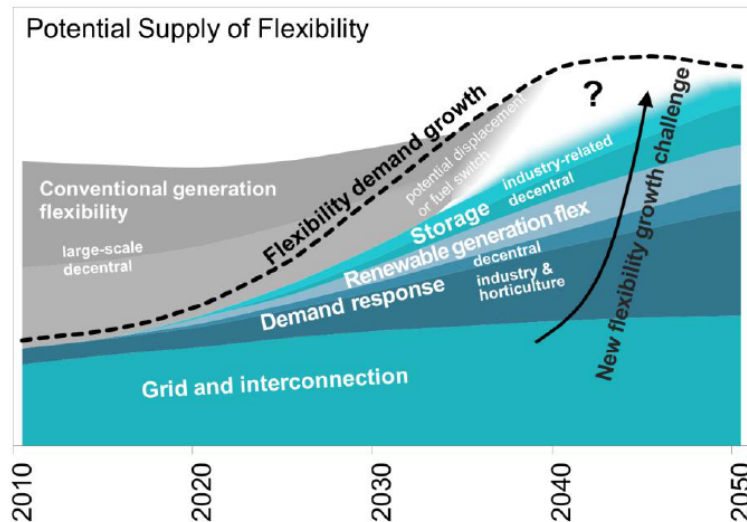 Potential Supply of Flexibility
Conventional generation
flexibility
large-scale
decentral
Flexibility demand growth
potential displacement
or fuel switch
?
industry-related
decentral
Storage
Renewable generation flex
decentral
Demand response
industry &
horticulture
New flexibility growth challenge
Grid and interconnection
2010
2020
2030
2040
2050